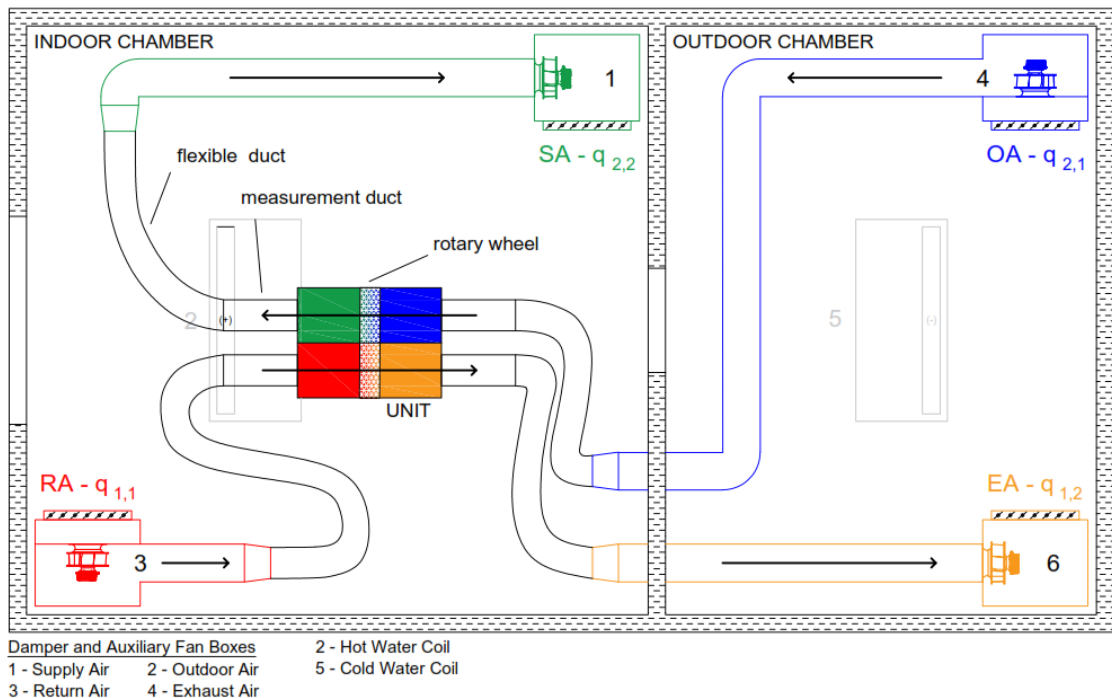 INDOOR CHAMBER
OUTDOOR CHAMBER
1
4
SA - q 2,2
OA - q 2,1
flexible duct
measurement duct
rotary wheel
2
(+)
5
(-)
UNIT
RA - q 1,1
EA - q 1,2
3
6
Damper and Auxiliary Fan Boxes
2 - Hot Water Coil
1 - Supply Air
2 - Outdoor Air
5 - Cold Water Coil
3 - Return Air
4 - Exhaust Air